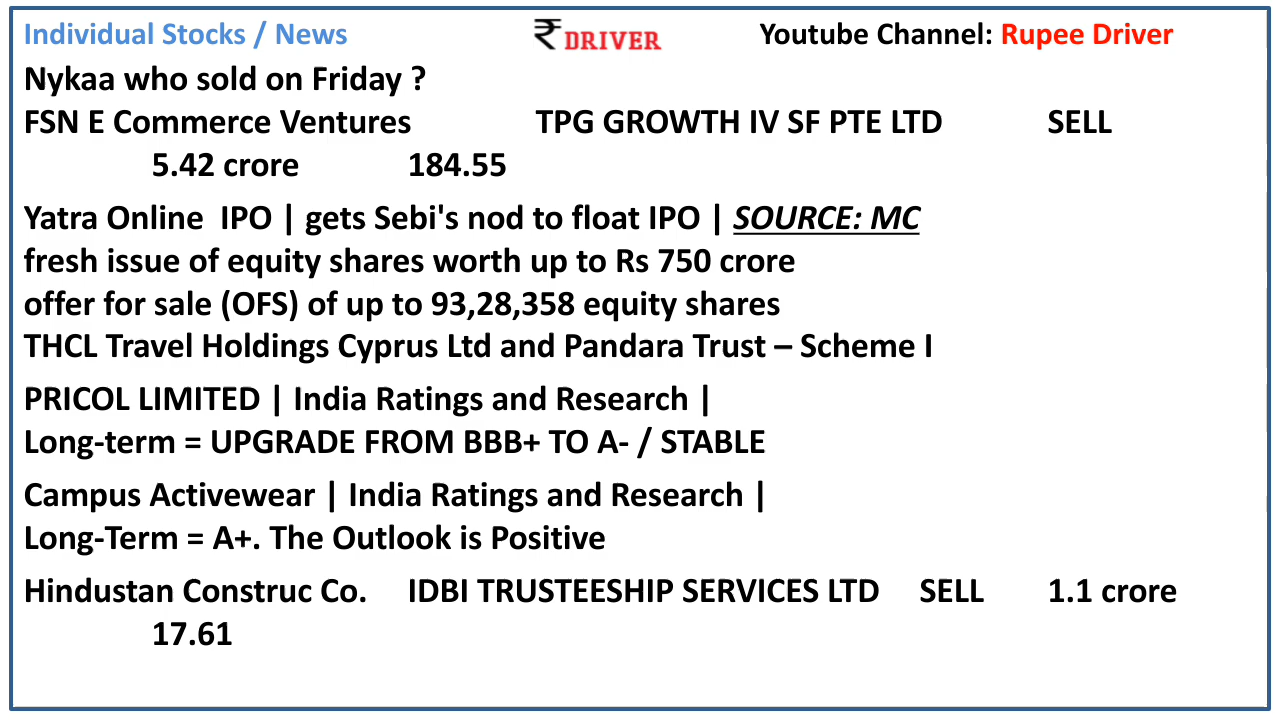 Individual Stocks / News ₹ DRIVER Youtube Channel: Rupee Driver
Nykaa who sold on Friday ?
FSN E Commerce Ventures TPG GROWTH IV SF PTE LTD SELL
5.42 crore 184.55
Yatra Online IPO | gets Sebi's nod to float IPO | SOURCE: MC
fresh issue of equity shares worth up to Rs 750 crore
offer for sale (OFS) of up to 93,28,358 equity shares
THCL Travel Holdings Cyprus Ltd and Pandara Trust – Scheme I
PRICOL LIMITED | India Ratings and Research |
Long-term = UPGRADE FROM BBB+ TO A- / STABLE
Campus Activewear | India Ratings and Research |
Long-Term = A+. The Outlook is Positive
Hindustan Construc Co. IDBI TRUSTEESHIP SERVICES LTD SELL 1.1 crore
17.61